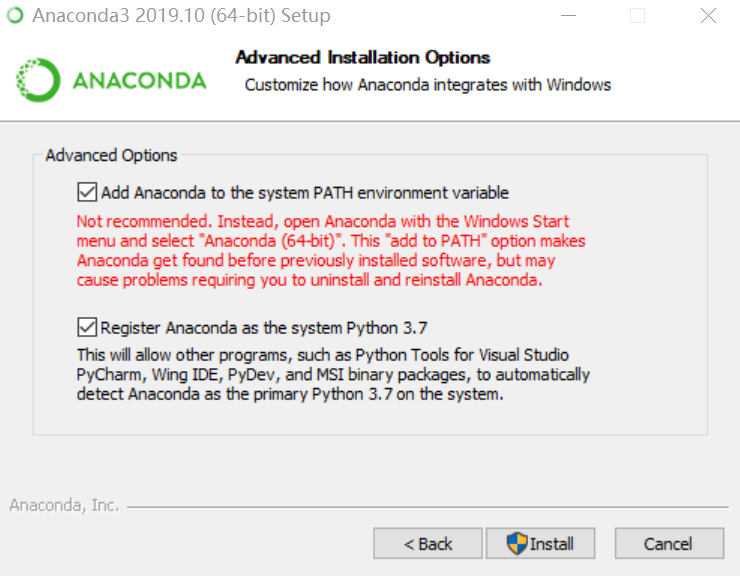 Anaconda3 2019.10 (64-bit) Setup
ANACONDA
Advanced Installation Options
Customize how Anaconda integrates with Windows
Advanced Options
Add Anaconda to the system PATH environment variable
Not recommended. Instead, open Anaconda with the Windows Start
menu and select "Anaconda (64-bit)". This "add to PATH" option makes
Anaconda get found before previously installed software, but may
cause problems requiring you to uninstall and reinstall Anaconda.
Register Anaconda as the system Python 3.7
This will allow other programs, such as Python Tools for Visual Studio
PyCharm, Wing IDE, PyDev, and MSI binary packages, to automatically
detect Anaconda as the primary Python 3.7 on the system.
Anaconda, Inc.
< Back
Install
Cancel